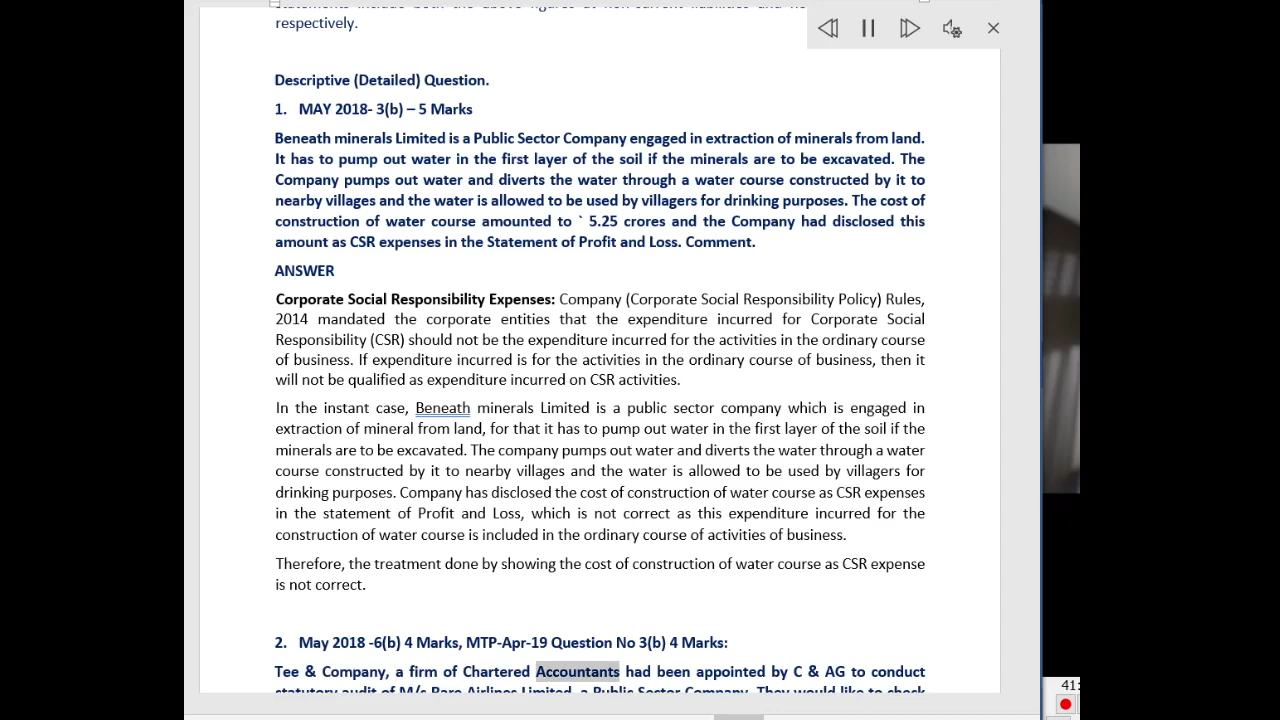 respectively.
Descriptive (Detailed) Question.
1. MAY 2018- 3(b) – 5 Marks
Beneath minerals Limited is a Public Sector Company engaged in extraction of minerals from land.
It has to pump out water in the first layer of the soil if the minerals are to be excavated. The
Company pumps out water and diverts the water through a water course constructed by it to
nearby villages and the water is allowed to be used by villagers for drinking purposes. The cost of
construction of water course amounted to ` 5.25 crores and the Company had disclosed this
amount as CSR expenses in the Statement of Profit and Loss. Comment.
ANSWER
Corporate Social Responsibility Expenses: Company (Corporate Social Responsibility Policy) Rules,
2014 mandated the corporate entities that the expenditure incurred for Corporate Social
Responsibility (CSR) should not be the expenditure incurred for the activities in the ordinary course
of business. If expenditure incurred is for the activities in the ordinary course of business, then it
will not be qualified as expenditure incurred on CSR activities.
In the instant case, Beneath minerals Limited is a public sector company which is engaged in
extraction of mineral from land, for that it has to pump out water in the first layer of the soil if the
minerals are to be excavated. The company pumps out water and diverts the water through a water
course constructed by it to nearby villages and the water is allowed to be used by villagers for
drinking purposes. Company has disclosed the cost of construction of water course as CSR expenses
in the statement of Profit and Loss, which is not correct as this expenditure incurred for the
construction of water course is included in the ordinary course of activities of business.
Therefore, the treatment done by showing the cost of construction of water course as CSR expense
is not correct.
2. May 2018 -6(b) 4 Marks, MTP-Apr-19 Question No 3(b) 4 Marks:
Tee & Company, a firm of Chartered Accountants had been appointed by C & AG to conduct
statutory audit of M/s Rare Airlines Limited, a Public Sector Company. They would like to check
41: